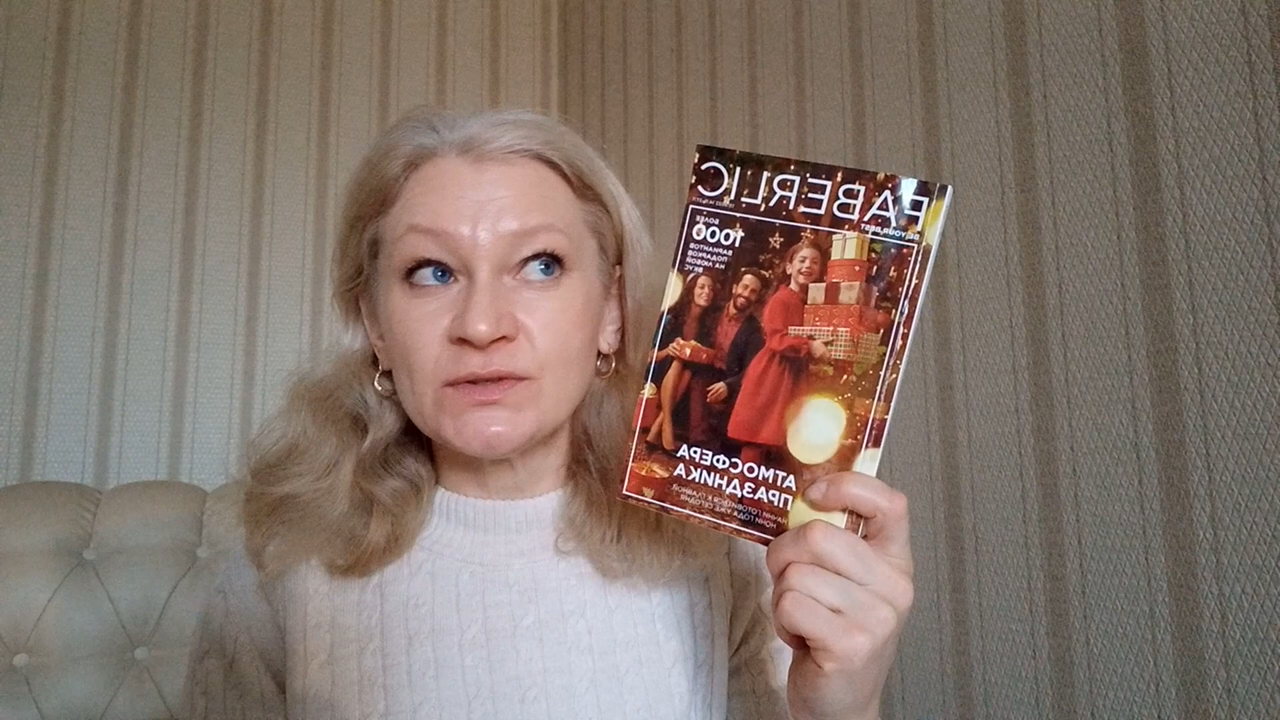 FABERLIC
BE YOUR BEST
БОЛЕЕ
1000
ВАРИАНТОВ
ПОДАРКОВ
НА ЛЮБОЙ
ВКУС
АТМОСФЕРА
ПРАЗДНИКА
НАЧНИ ГОТОВИТЬСЯ К ГЛАВНОЙ
НОЧИ ГОДА УЖЕ СЕГОДНЯ